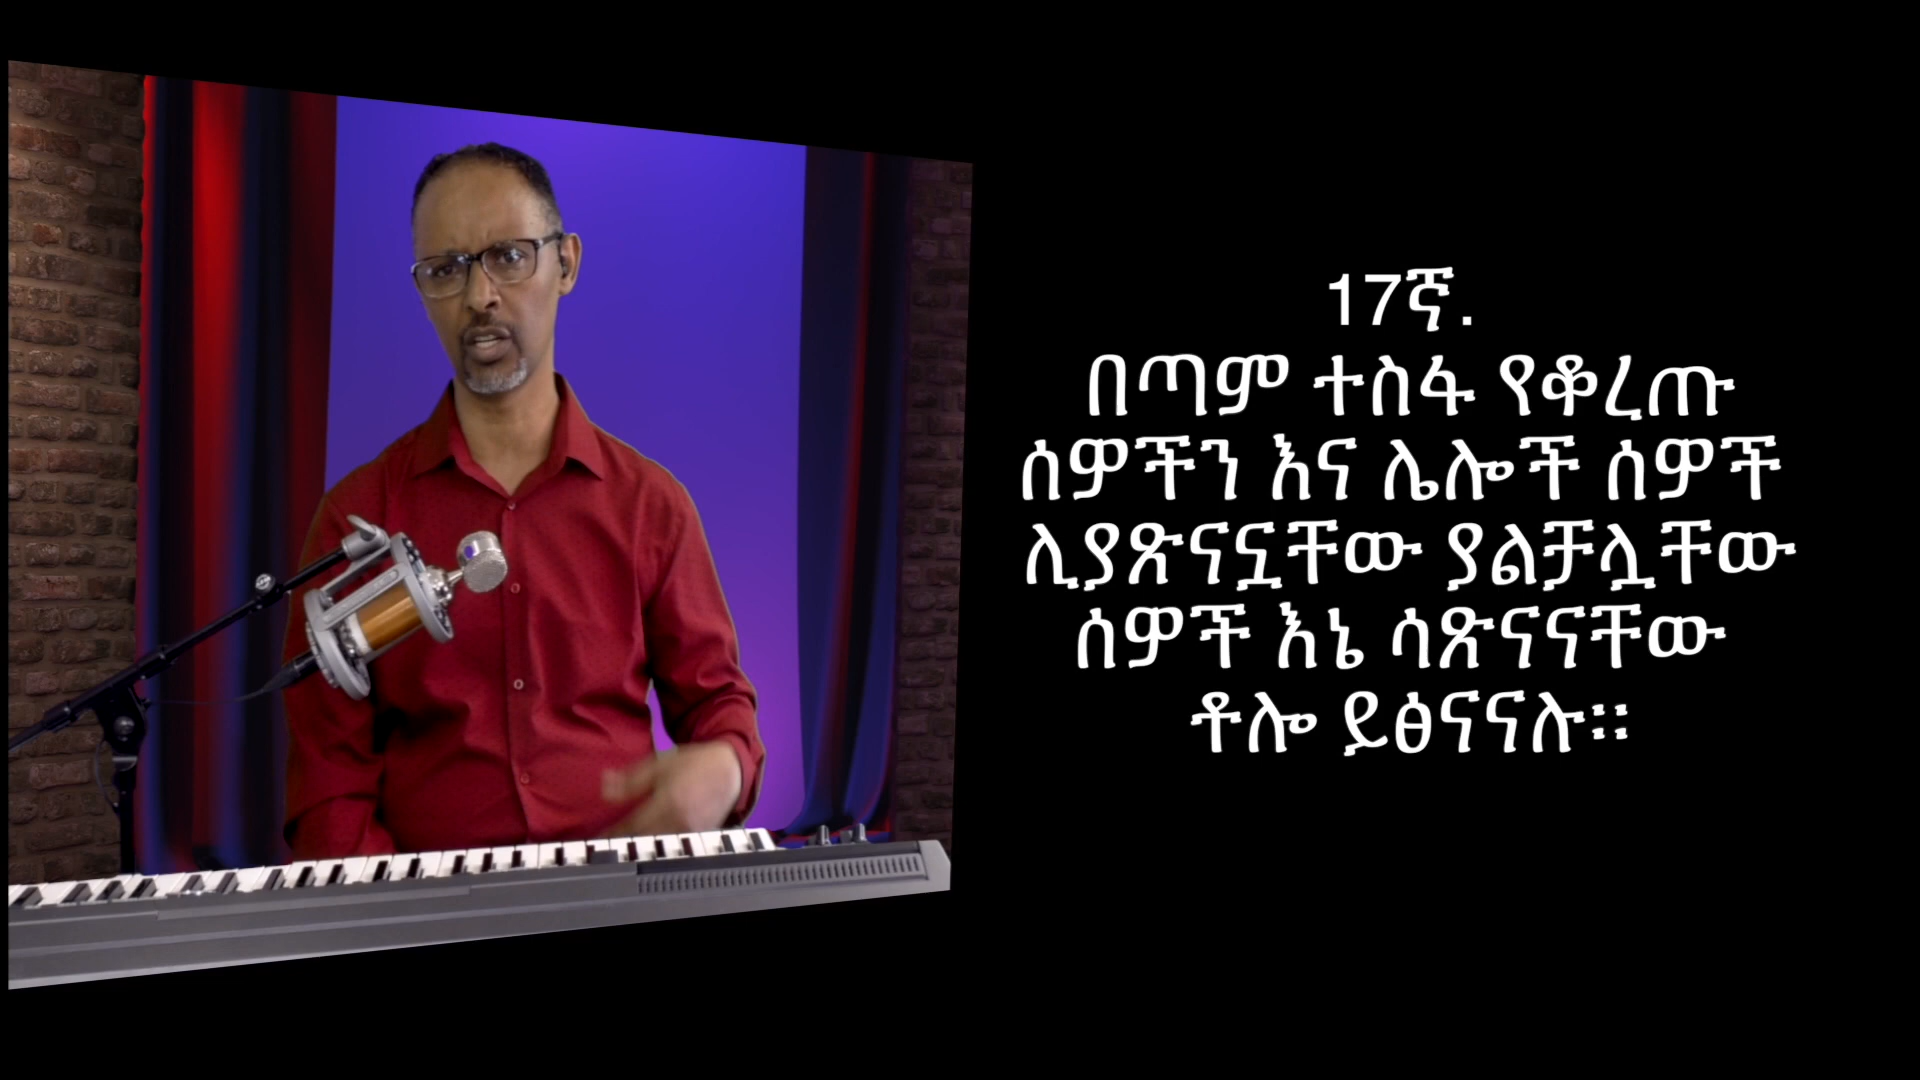 17ኛ.
በጣም ተስፋ የቆረጡ
ሰዎችን እና ሌሎች ሰዎች
ሊያጽናኗቸው ያልቻሏቸው
ሰዎች እኔ ሳጽናናቸው
ቶሎ ይፅናናሉ።